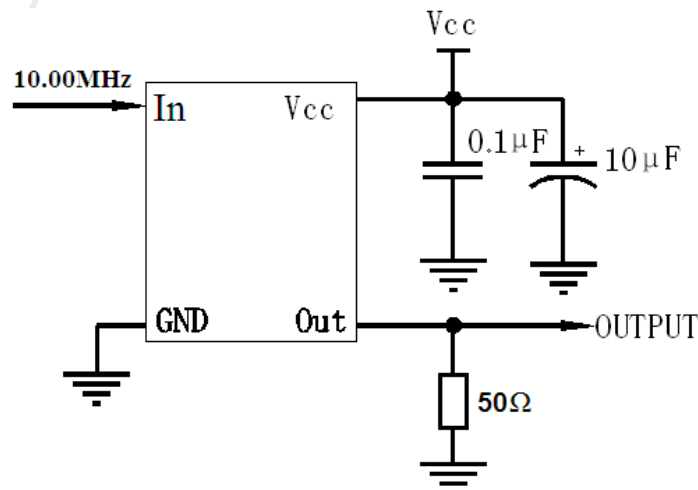 Vcc
10.00MHz
In
Vcc
0.1μF
+
10μF
GND
Out
OUTPUT
50Ω